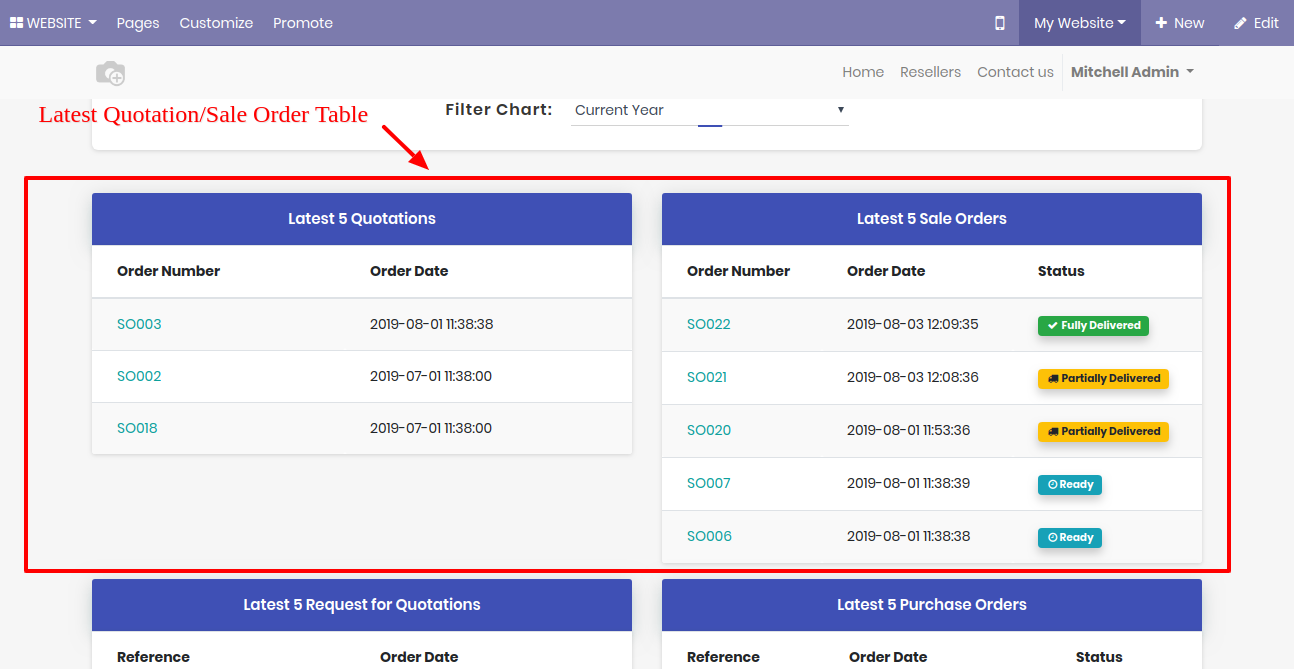 WEBSITE Pages Customize Promote My Website New Edit
Home Resellers Contact us Mitchell Admin
Latest Quotation/Sale Order Table
Filter Chart: Current Year
Latest 5 Quotations
Order Number Order Date
SO003 2019-08-01 11:38:38
SO002 2019-07-01 11:38:00
SO018 2019-07-01 11:38:00
Latest 5 Sale Orders
Order Number Order Date Status
SO022 2019-08-03 12:09:35 Fully Delivered
SO021 2019-08-03 12:08:36 Partially Delivered
SO020 2019-08-01 11:53:36 Partially Delivered
SO007 2019-08-01 11:38:39 Ready
SO006 2019-08-01 11:38:38 Ready
Latest 5 Request for Quotations
Reference Order Date
Latest 5 Purchase Orders
Reference Order Date Status